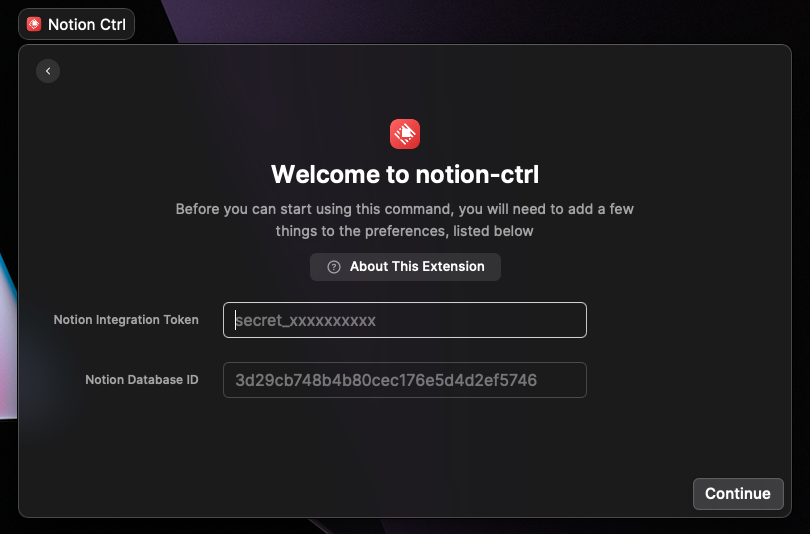 Notion Ctrl
Welcome to notion-ctrl
Before you can start using this command, you will need to add a few
things to the preferences, listed below
About This Extension
Notion Integration Token
secret_xxxxxxxxxx
Notion Database ID
3d29cb748b4b80cec176e5d4d2ef5746
Continue